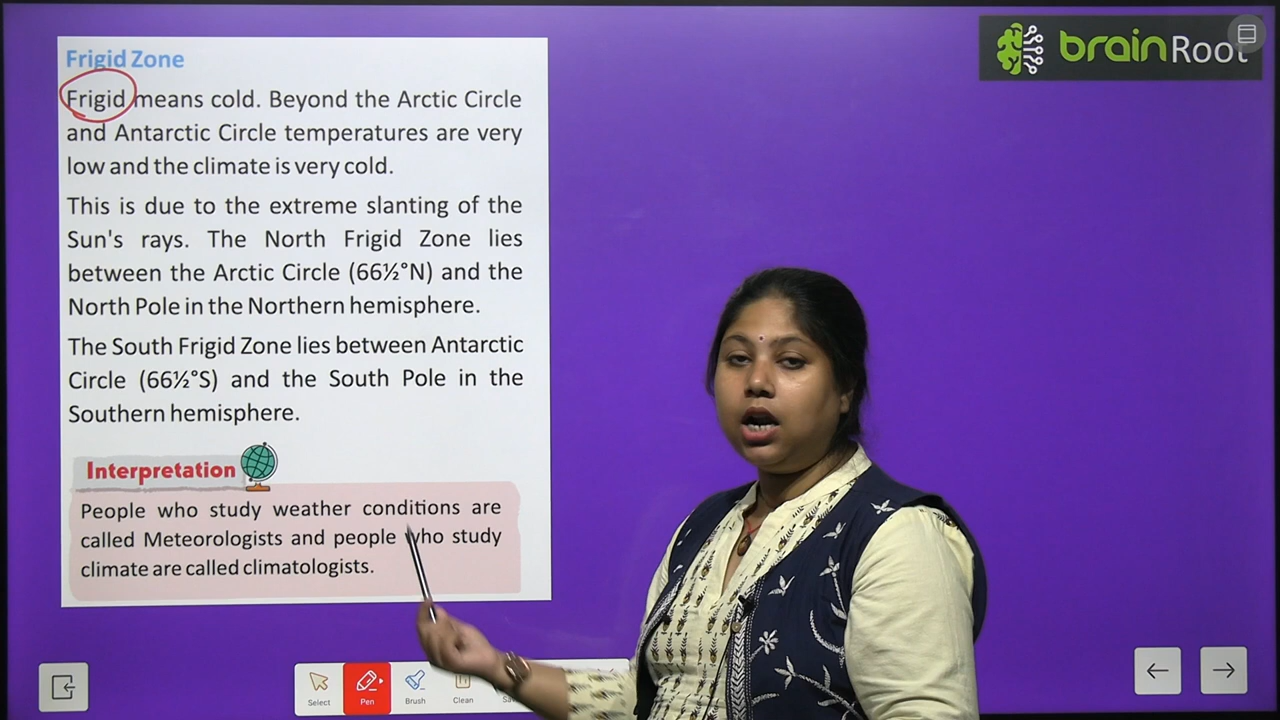 Frigid Zone
Frigid means cold. Beyond the Arctic Circle
and Antarctic Circle temperatures are very
low and the climate is very cold.
This is due to the extreme slanting of the
Sun's rays. The North Frigid Zone lies
between the Arctic Circle (66½°N) and the
North Pole in the Northern hemisphere.
The South Frigid Zone lies between Antarctic
Circle (66½°S) and the South Pole in the
Southern hemisphere.
Interpretation
People who study weather conditions are
called Meteorologists and people who study
climate are called climatologists.
brainRoot
Select Pen Brush Clean